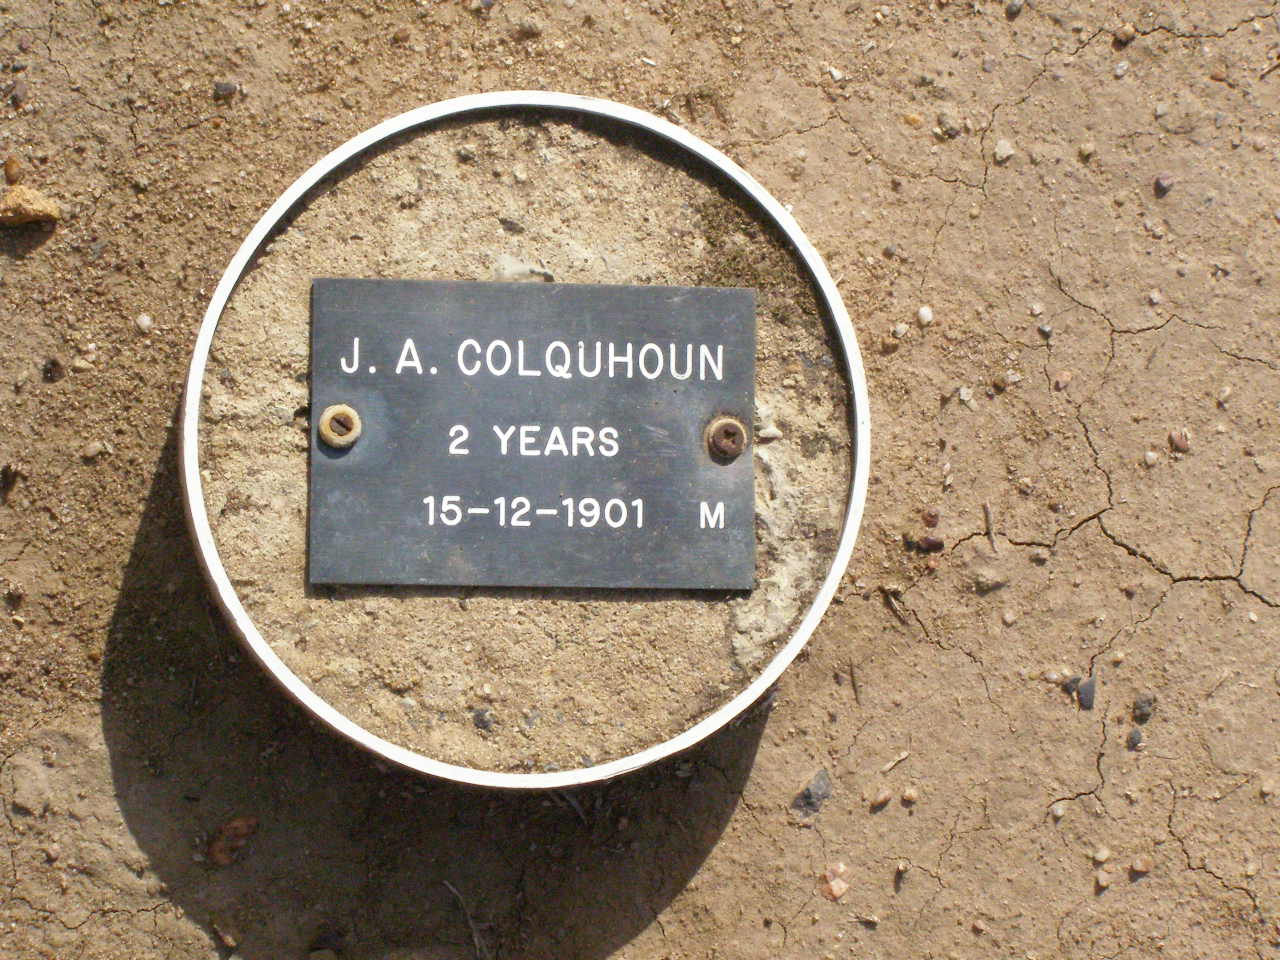 J. A. COLQUHOUN
2 YEARS
15-12-1901 M